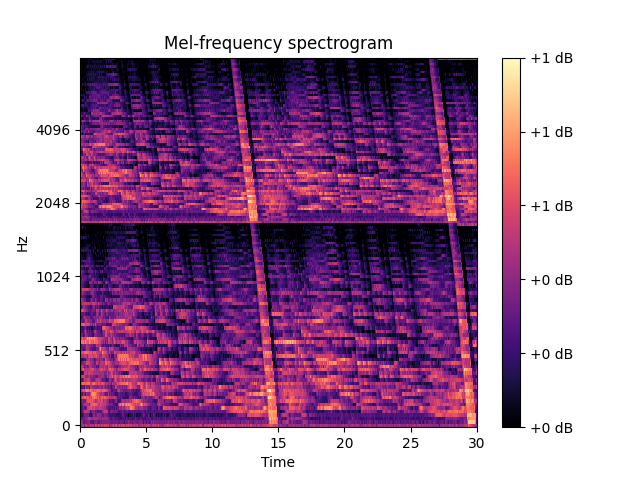 Mel-frequency spectrogram
Hz
4096
2048
1024
512
0
0 5 10 15 20 25 30
Time
+1 dB
+1 dB
+1 dB
+0 dB
+0 dB
+0 dB